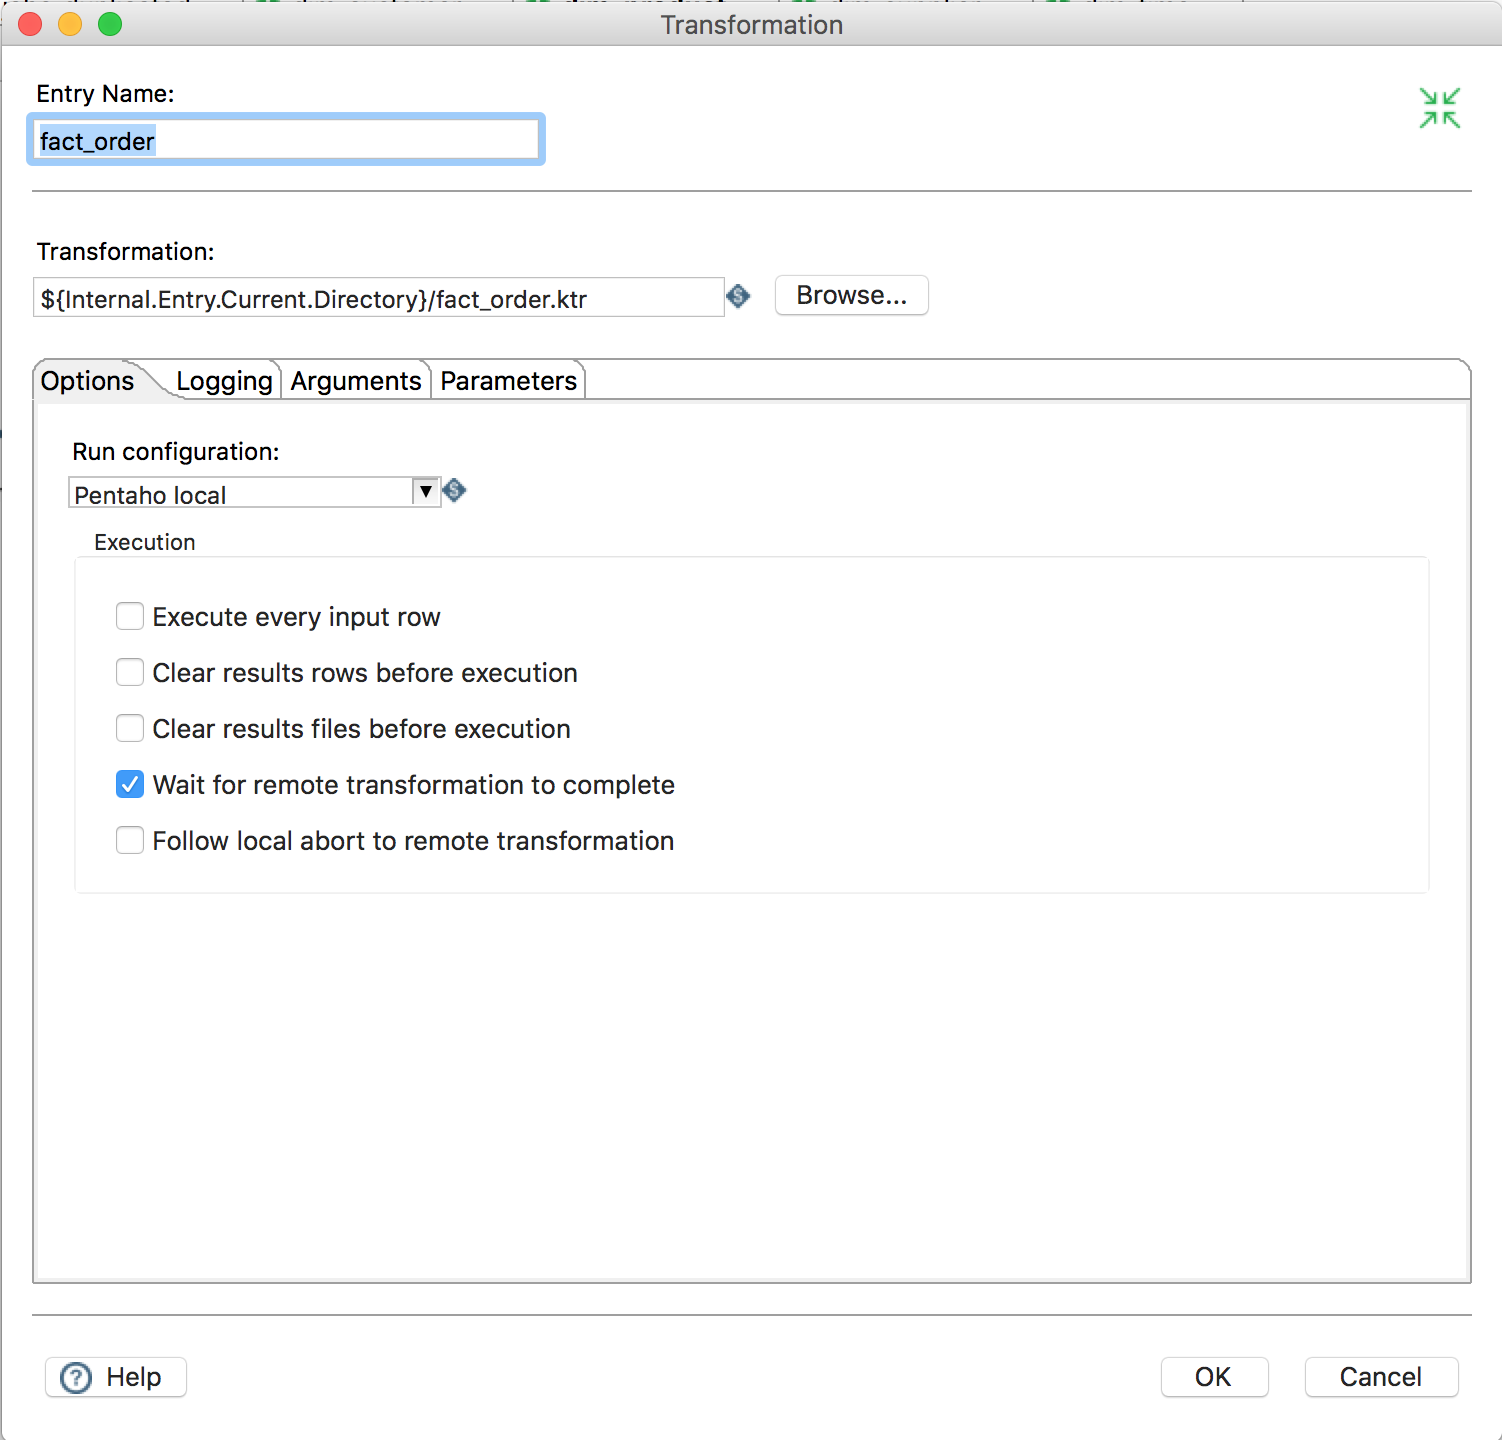 Transformation
Entry Name:
fact_order
Transformation:
${Internal.Entry.Current.Directory}/fact_order.ktr
Browse...
Options Logging Arguments Parameters
Run configuration:
Pentaho local
Execution
Execute every input row
Clear results rows before execution
Clear results files before execution
Wait for remote transformation to complete
Follow local abort to remote transformation
Help OK Cancel